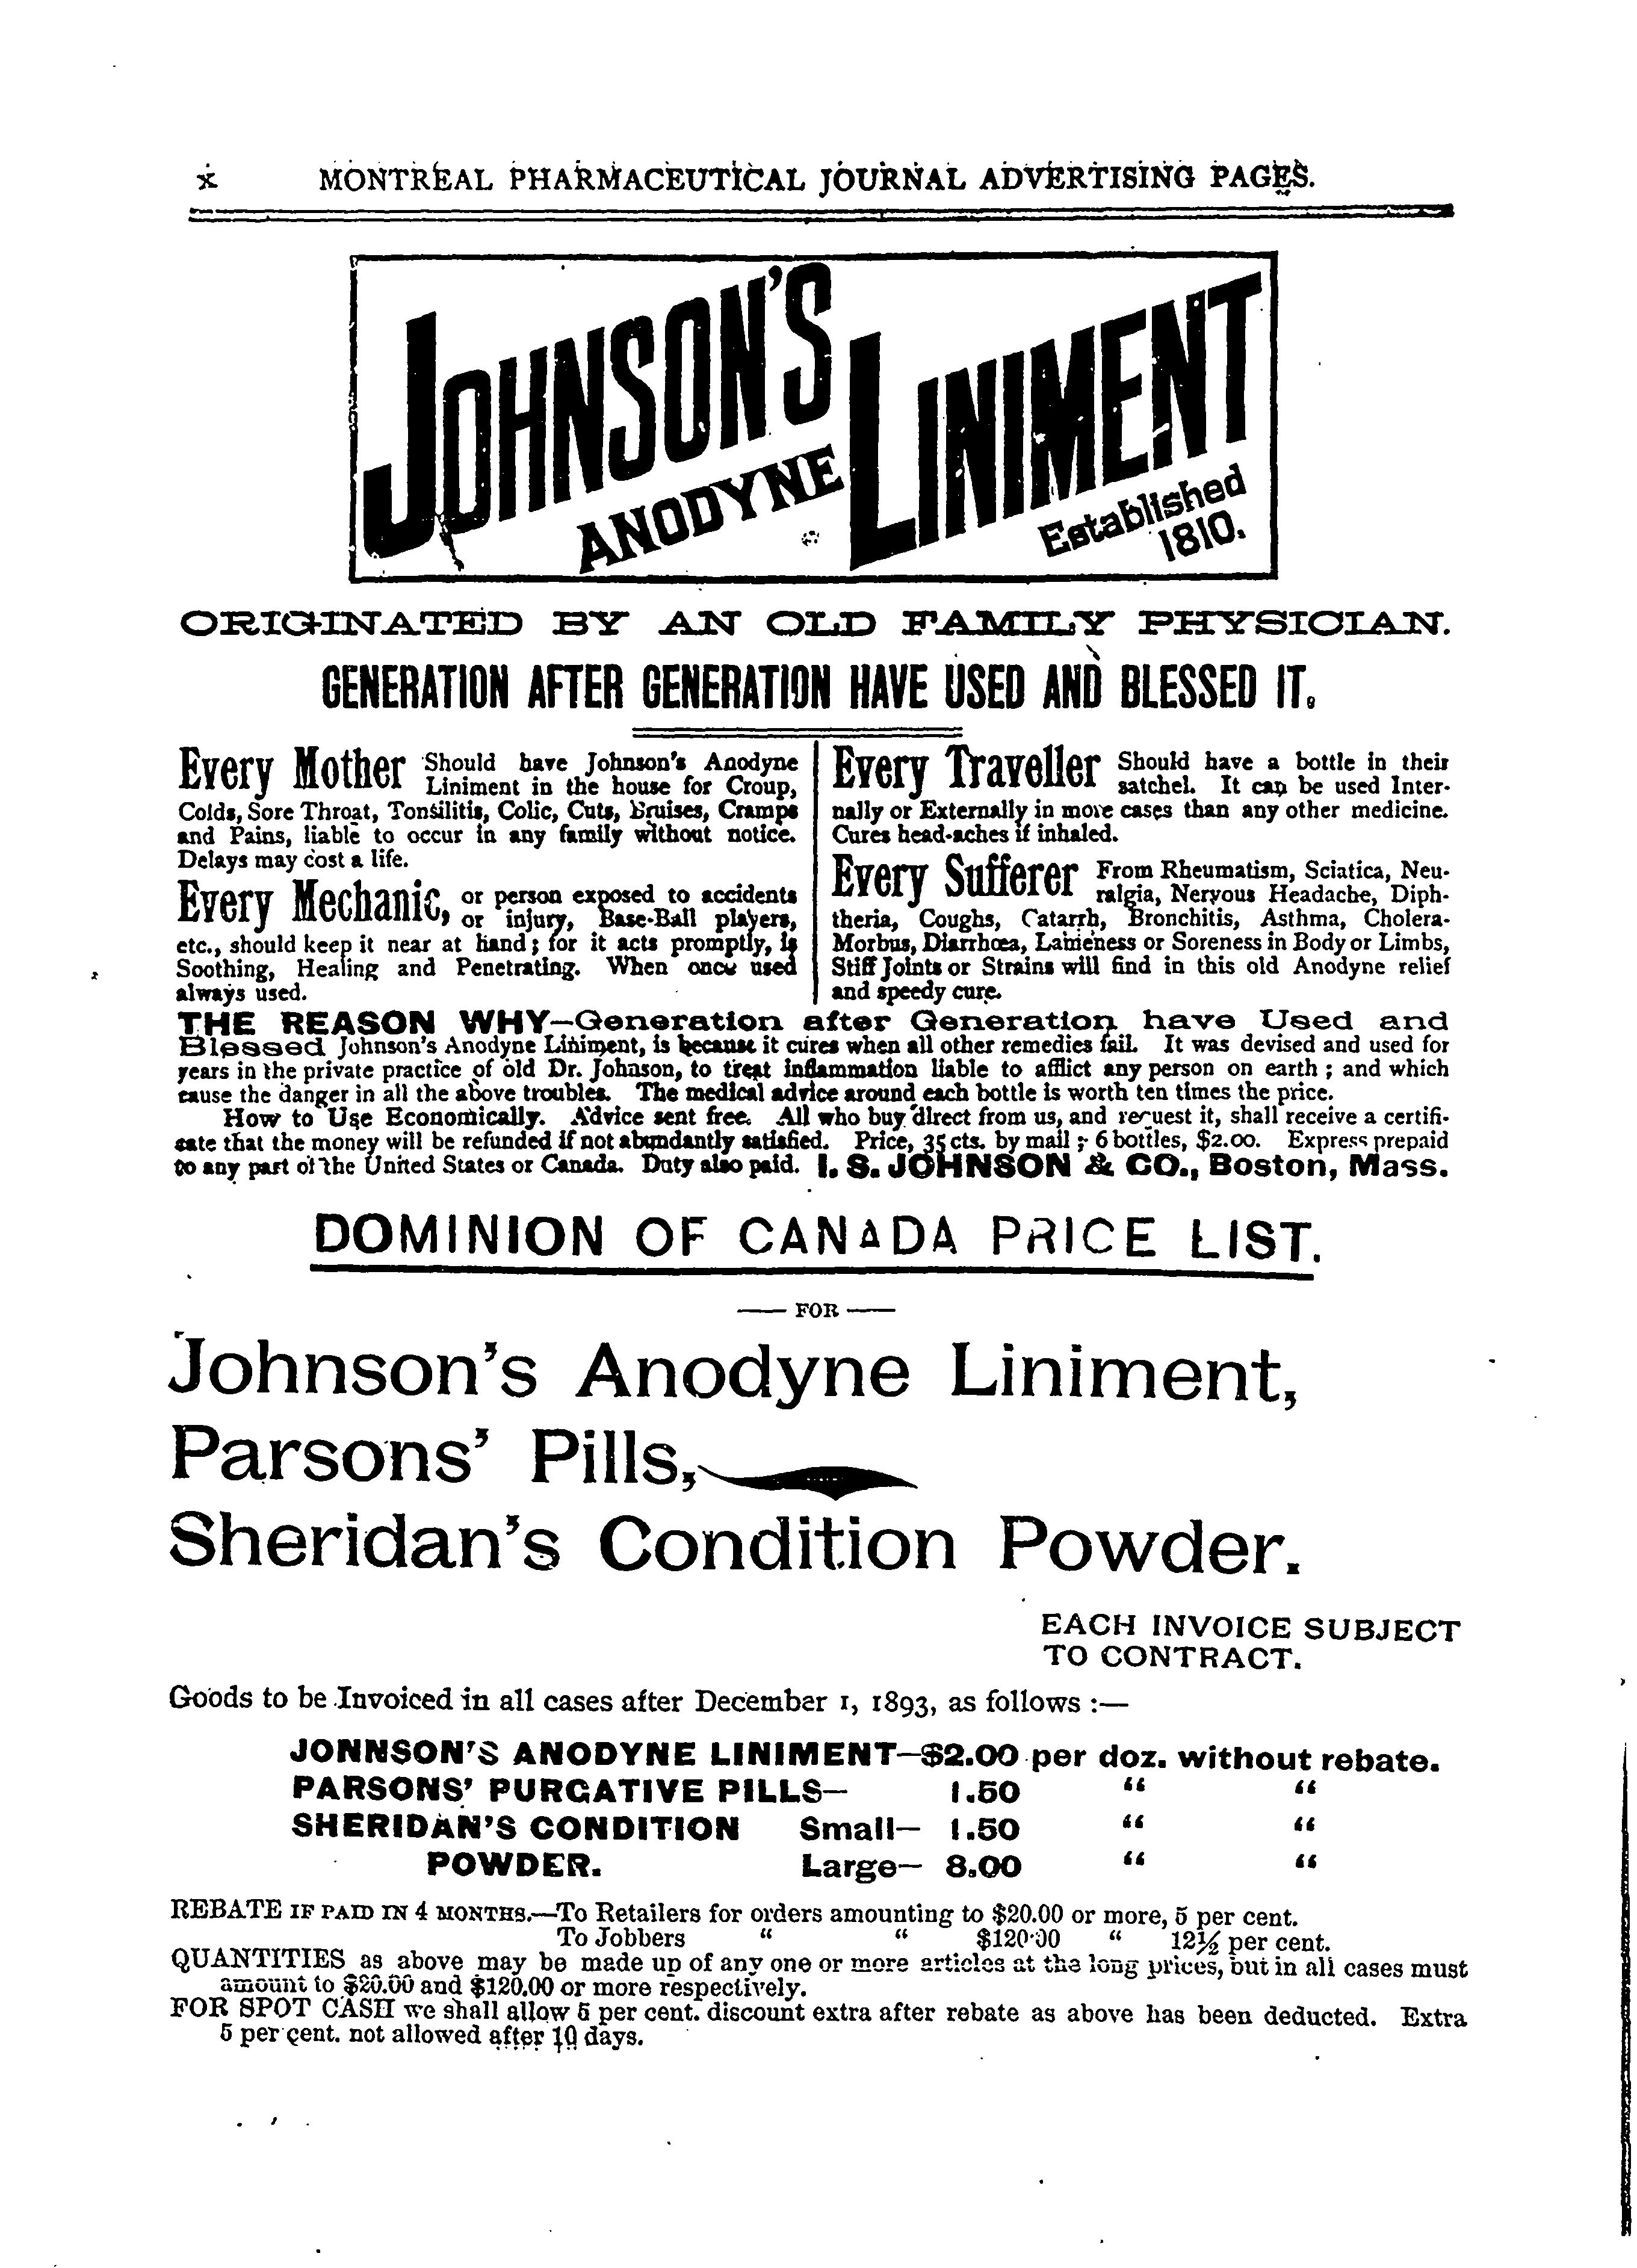 x MONTREAL PHARMACEUTICAL JOURNAL ADVERTISING PAGES.
JOHNSON'S
ANODYNE
LINIMENT
Established
1810.
ORIGINATED BY AN OLD FAMILY PHYSICIAN.
GENERATION AFTER GENERATION HAVE USED AND BLESSED IT.
Every Mother Should have Johnson's Anodyne
Liniment in the house for Croup,
Colds, Sore Throat, Tonsilitis, Colic, Cuts, Bruises, Cramps
and Pains, liable to occur in any family without notice.
Delays may cost a life.
Every Mechanic, or person exposed to accidents
or injury, Base-Ball players,
etc., should keep it near at hand; for it acts promptly, is
Soothing, Healing and Penetrating. When once used
always used.
Every Traveller Should have a bottle in their
satchel. It can be used Inter-
nally or Externally in more cases than any other medicine.
Cures head-aches if inhaled.
Every Sufferer From Rheumatism, Sciatica, Neu-
ralgia, Nervous Headache, Diph-
theria, Coughs, Catarrh, Bronchitis, Asthma, Cholera-
Morbus, Diarrhœa, Lameness or Soreness in Body or Limbs,
Stiff Joints or Strains will find in this old Anodyne relief
and speedy cure.
THE REASON WHY—Generation after Generation have Used and
Blessed Johnson's Anodyne Liniment, is because it cures when all other remedies fail. It was devised and used for
years in the private practice of old Dr. Johnson, to treat inflammation liable to afflict any person on earth; and which
cause the danger in all the above troubles. The medical advice around each bottle is worth ten times the price.
How to Use Economically. Advice sent free. All who buy direct from us, and request it, shall receive a certifi-
cate that the money will be refunded if not abundantly satisfied. Price, 35 cts. by mail; 6 bottles, $2.00. Express prepaid
to any part of the United States or Canada. Duty also paid. I. S. JOHNSON & CO., Boston, Mass.
DOMINION OF CANADA PRICE LIST.
— FOR —
Johnson's Anodyne Liniment,
Parsons' Pills,
Sheridan's Condition Powder.
EACH INVOICE SUBJECT
TO CONTRACT.
Goods to be Invoiced in all cases after December 1, 1893, as follows :—
JONNSON'S ANODYNE LINIMENT—$2.00 per doz. without rebate.
PARSONS' PURGATIVE PILLS— 1.50 “ “
SHERIDAN'S CONDITION Small— 1.50 “ “
POWDER. Large— 8.00 “ “
REBATE IF PAID IN 4 MONTHS.—To Retailers for orders amounting to $20.00 or more, 5 per cent.
To Jobbers “ “ $120.00 “ 12½ per cent.
QUANTITIES as above may be made up of any one or more articles at the long prices, but in all cases must
amount to $20.00 and $120.00 or more respectively.
FOR SPOT CASH we shall allow 5 per cent. discount extra after rebate as above has been deducted. Extra
5 per cent. not allowed after 10 days.